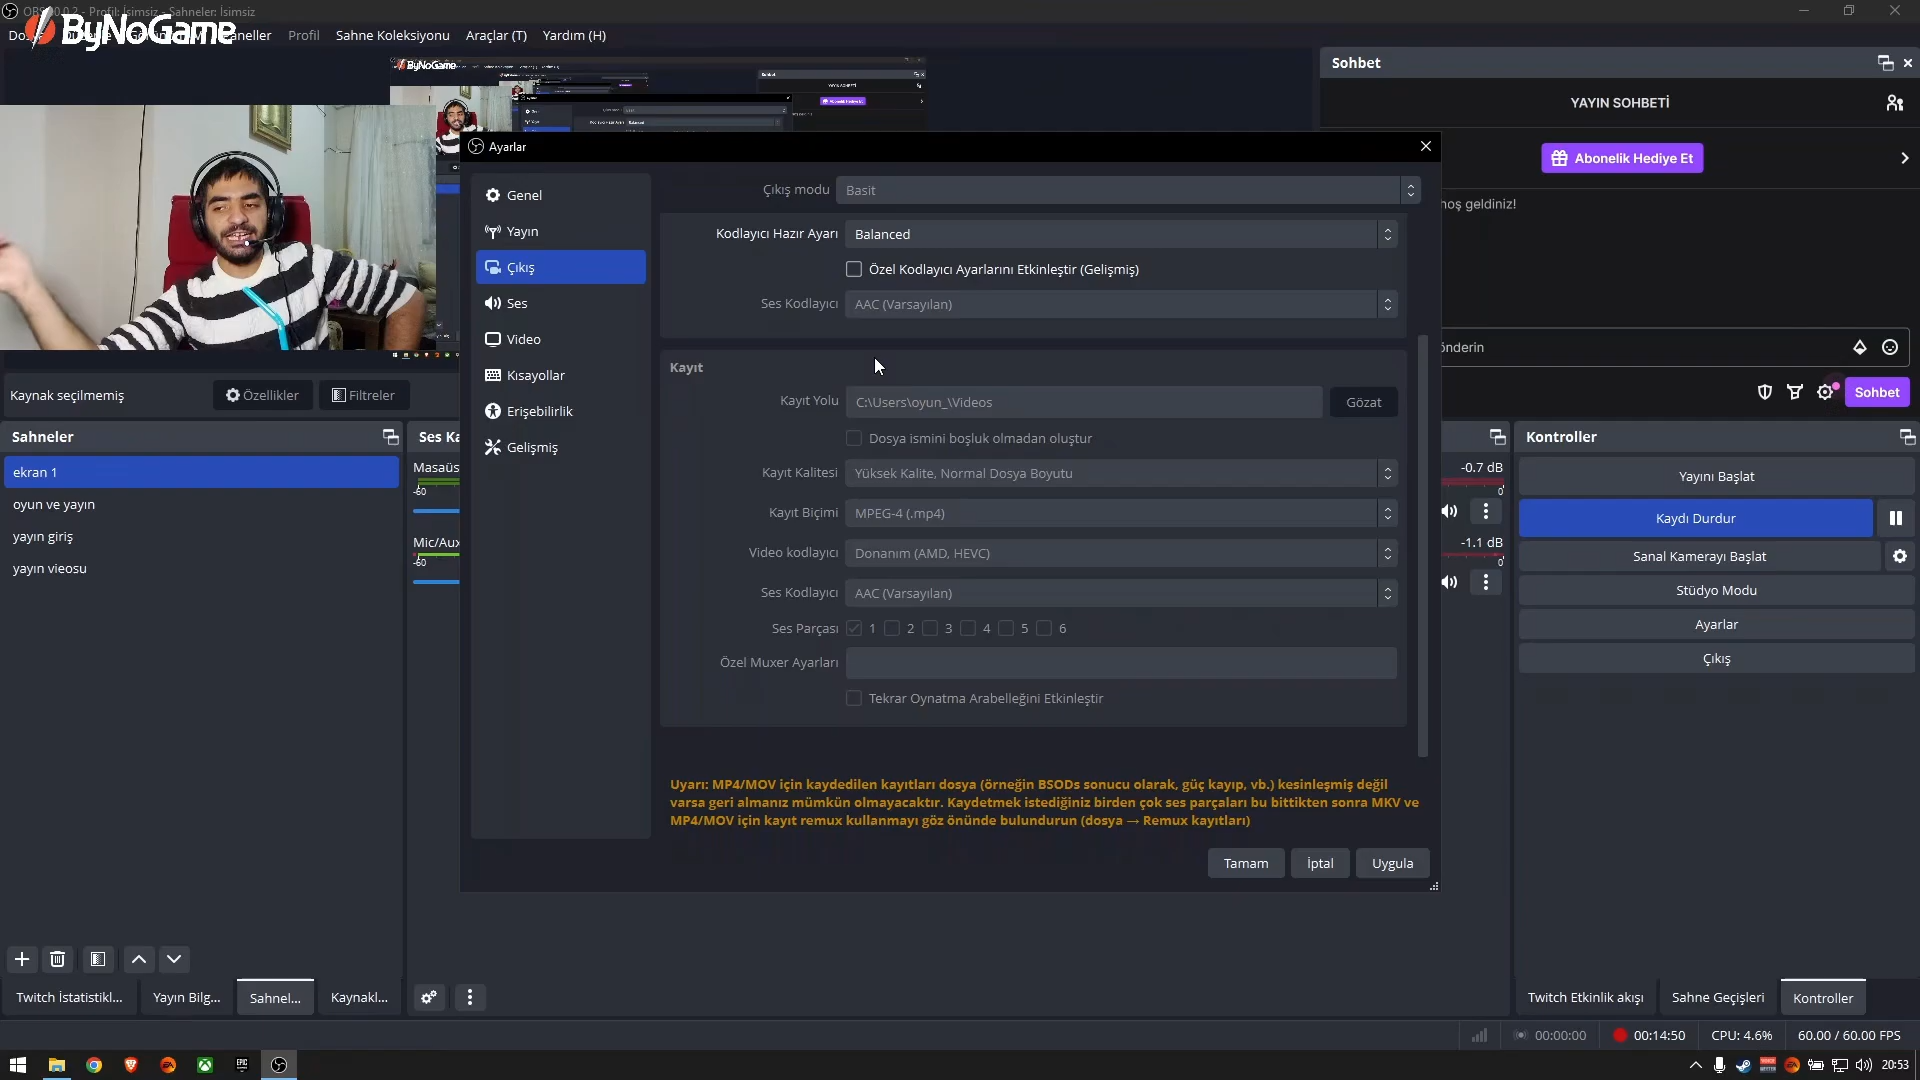 ByNoGame
Profil
Sahne Koleksiyonu
Araçlar (T)
Yardım (H)
Sohbet
YAYIN SOHBETİ
Abonelik Hediye Et
hoş geldiniz!
Sohbet
Ayarlar
Genel
Yayın
Çıkış
Ses
Video
Kısayollar
Erişebilirlik
Gelişmiş
Çıkış modu
Basit
Kodlayıcı Hazır Ayarı
Balanced
Özel Kodlayıcı Ayarlarını Etkinleştir (Gelişmiş)
Ses Kodlayıcı
AAC (Varsayılan)
Kayıt
Kayıt Yolu
C:\Users\oyun_\Videos
Gözat
Dosya ismini boşluk olmadan oluştur
Kayıt Kalitesi
Yüksek Kalite, Normal Dosya Boyutu
Kayıt Biçimi
MPEG-4 (.mp4)
Video kodlayıcı
Donanım (AMD, HEVC)
Ses Kodlayıcı
AAC (Varsayılan)
Ses Parçası
1 2 3 4 5 6
Özel Muxer Ayarları
Tekrar Oynatma Arabelleğini Etkinleştir
Uyarı: MP4/MOV için kaydedilen kayıtları dosya (örneğin BSODs sonucu olarak, güç kayıp, vb.) kesinleşmiş değil
varsa geri almanız mümkün olmayacaktır. Kaydetmek istediğiniz birden çok ses parçaları bu bittikten sonra MKV ve
MP4/MOV için kayıt remux kullanmayı göz önünde bulundurun (dosya → Remux kayıtları)
Tamam
İptal
Uygula
Kaynak seçilmemiş
Özellikler
Filtreler
Sahneler
ekran 1
oyun ve yayın
yayın giriş
yayın vieosu
Ses Ka
Masaüs
-60
Mic/Aux
-60
-0.7 dB
0
-1.1 dB
0
Kontroller
Yayını Başlat
Kaydı Durdur
Sanal Kamerayı Başlat
Stüdyo Modu
Ayarlar
Çıkış
Twitch İstatistikl...
Yayın Bilg...
Sahnel...
Kaynakl...
Twitch Etkinlik akışı
Sahne Geçişleri
Kontroller
00:00:00
00:14:50
CPU: 4.6%
60.00 / 60.00 FPS
20:53